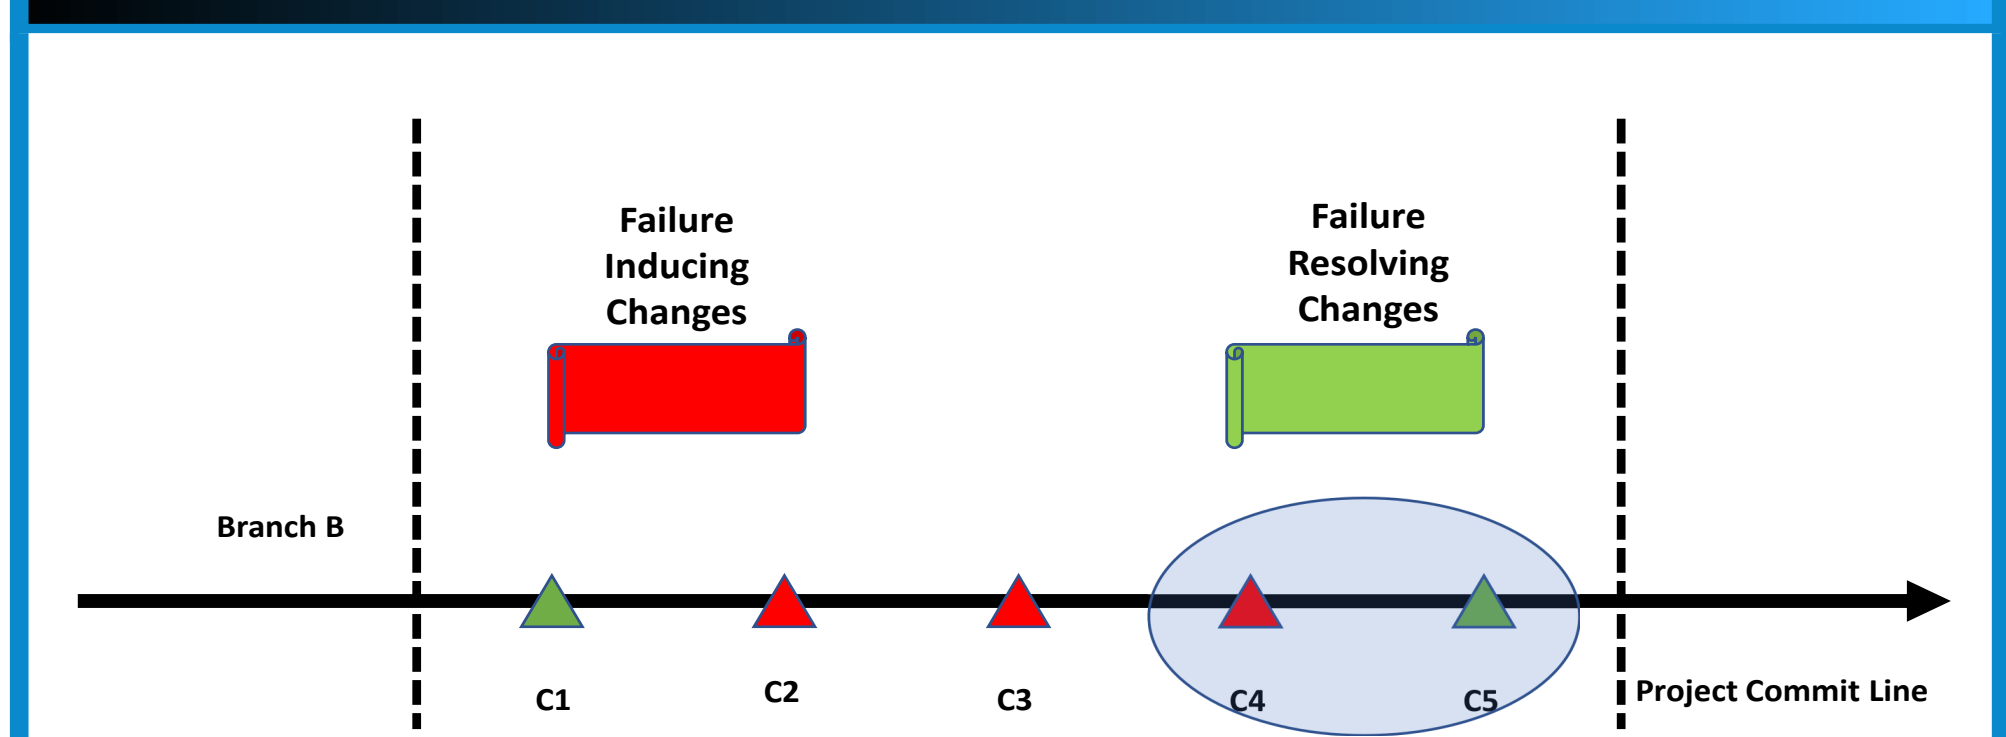 Failure
Inducing
Changes
Failure
Resolving
Changes
Branch B
C1
C2
C3
C4
C5
Project Commit Line